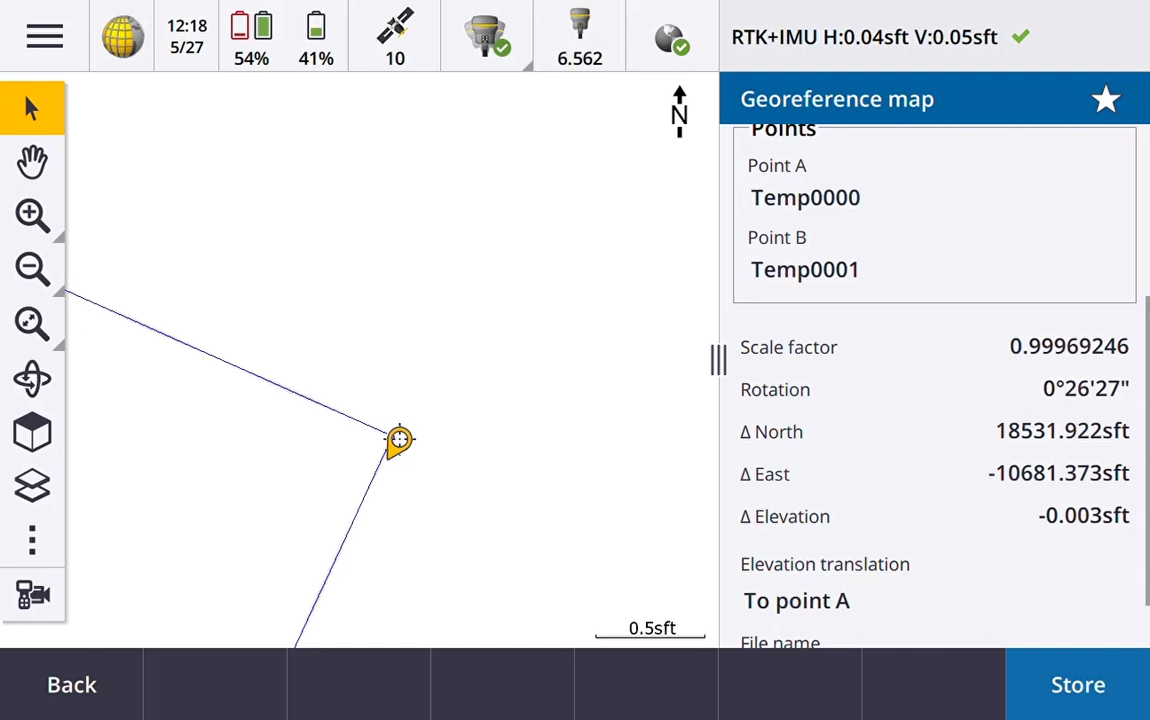 12:18
5/27
54%
41%
10
6.562
RTK+IMU H:0.04sft V:0.05sft
Georeference map
Points
Point A
Temp0000
Point B
Temp0001
Scale factor 0.99969246
Rotation 0°26'27"
Δ North 18531.922sft
Δ East -10681.373sft
Δ Elevation -0.003sft
Elevation translation
To point A
File name
N
0.5sft
Back
Store